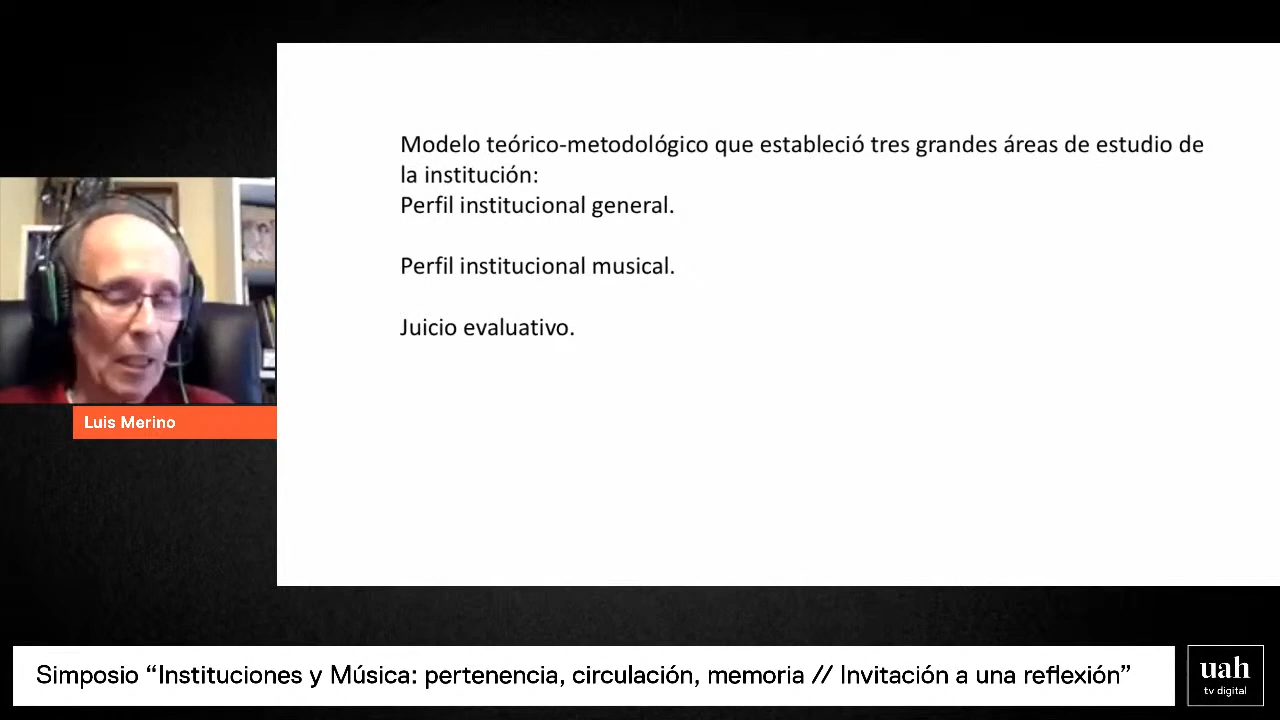 Modelo teórico-metodológico que estableció tres grandes áreas de estudio de
la institución:
Perfil institucional general.
Perfil institucional musical.
Juicio evaluativo.
Luis Merino
Simposio “Instituciones y Música: pertenencia, circulación, memoria // Invitación a una reflexión”
uah
tv digital